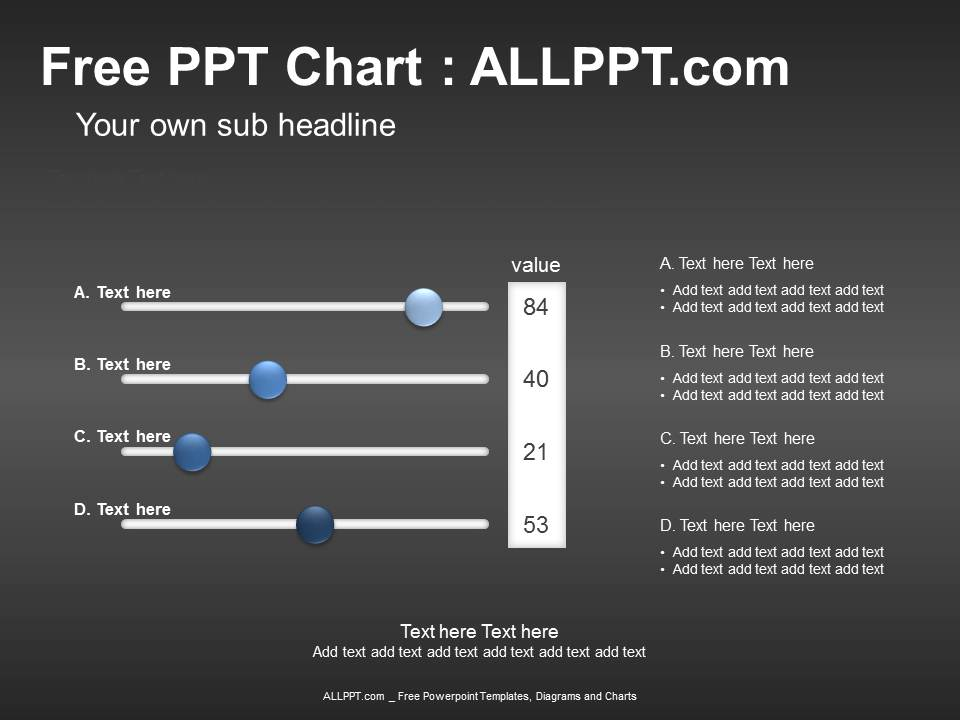 Free PPT Chart : ALLPPT.com
Your own sub headline
value
A. Text here
84
B. Text here
40
C. Text here
21
D. Text here
53
A. Text here Text here
• Add text add text add text add text
• Add text add text add text add text
B. Text here Text here
• Add text add text add text add text
• Add text add text add text add text
C. Text here Text here
• Add text add text add text add text
• Add text add text add text add text
D. Text here Text here
• Add text add text add text add text
• Add text add text add text add text
Text here Text here
Add text add text add text add text add text add text
ALLPPT.com _ Free Powerpoint Templates, Diagrams and Charts